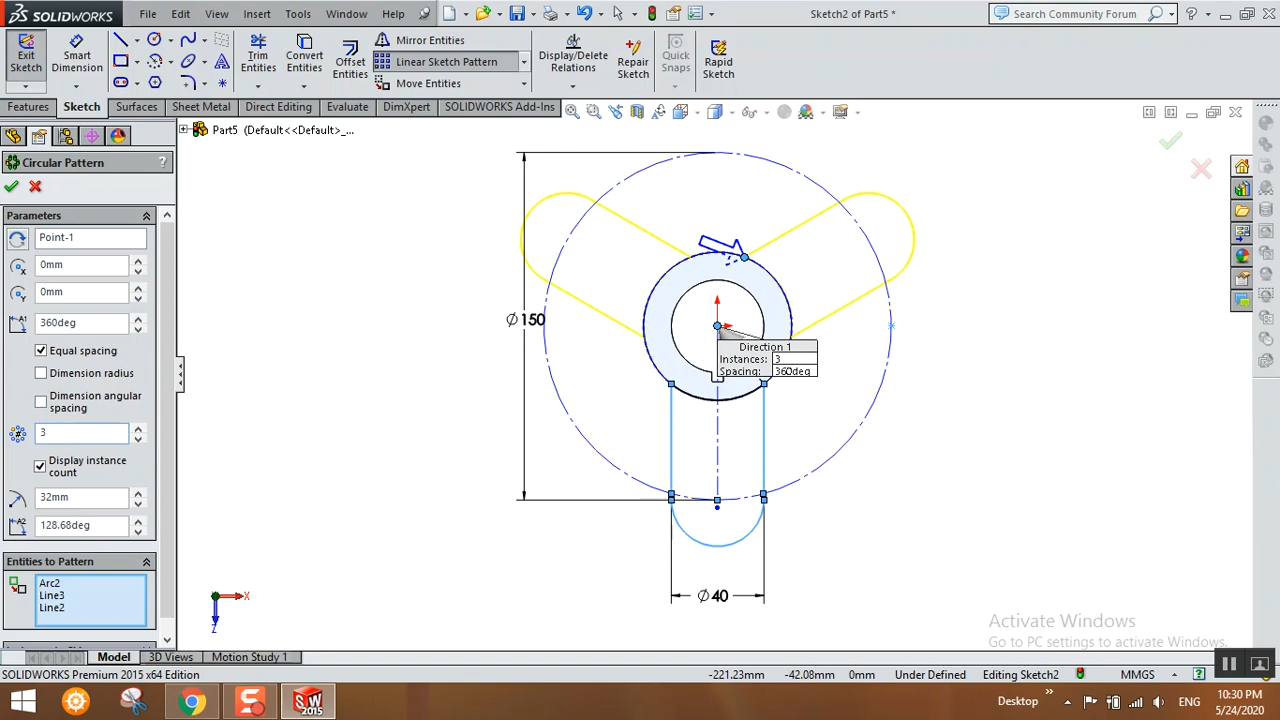 SOLIDWORKS
File Edit View Insert Tools Window Help
Sketch2 of Part5 *
Search Community Forum
Exit Sketch
Smart Dimension
Trim Entities
Convert Entities
Offset Entities
Mirror Entities
Linear Sketch Pattern
Move Entities
Display/Delete Relations
Repair Sketch
Quick Snaps
Rapid Sketch
Features Sketch Surfaces Sheet Metal Direct Editing Evaluate DimXpert SOLIDWORKS Add-Ins
Part5 (Default<<Default>_...
Circular Pattern ?
Parameters
Point-1
0mm
0mm
360deg
Equal spacing
Dimension radius
Dimension angular
spacing
3
Display instance
count
32mm
128.68deg
Entities to Pattern
Arc2
Line3
Line2
Ø150
Direction 1
Instances: 3
Spacing: 360deg
Ø40
X
Z
Activate Windows
Go to PC settings to activate Windows.
Model 3D Views Motion Study 1
SOLIDWORKS Premium 2015 x64 Edition
-221.23mm -42.08mm 0mm Under Defined Editing Sketch2 MMGS
Desktop
ENG
10:30 PM
5/24/2020
SW
2015